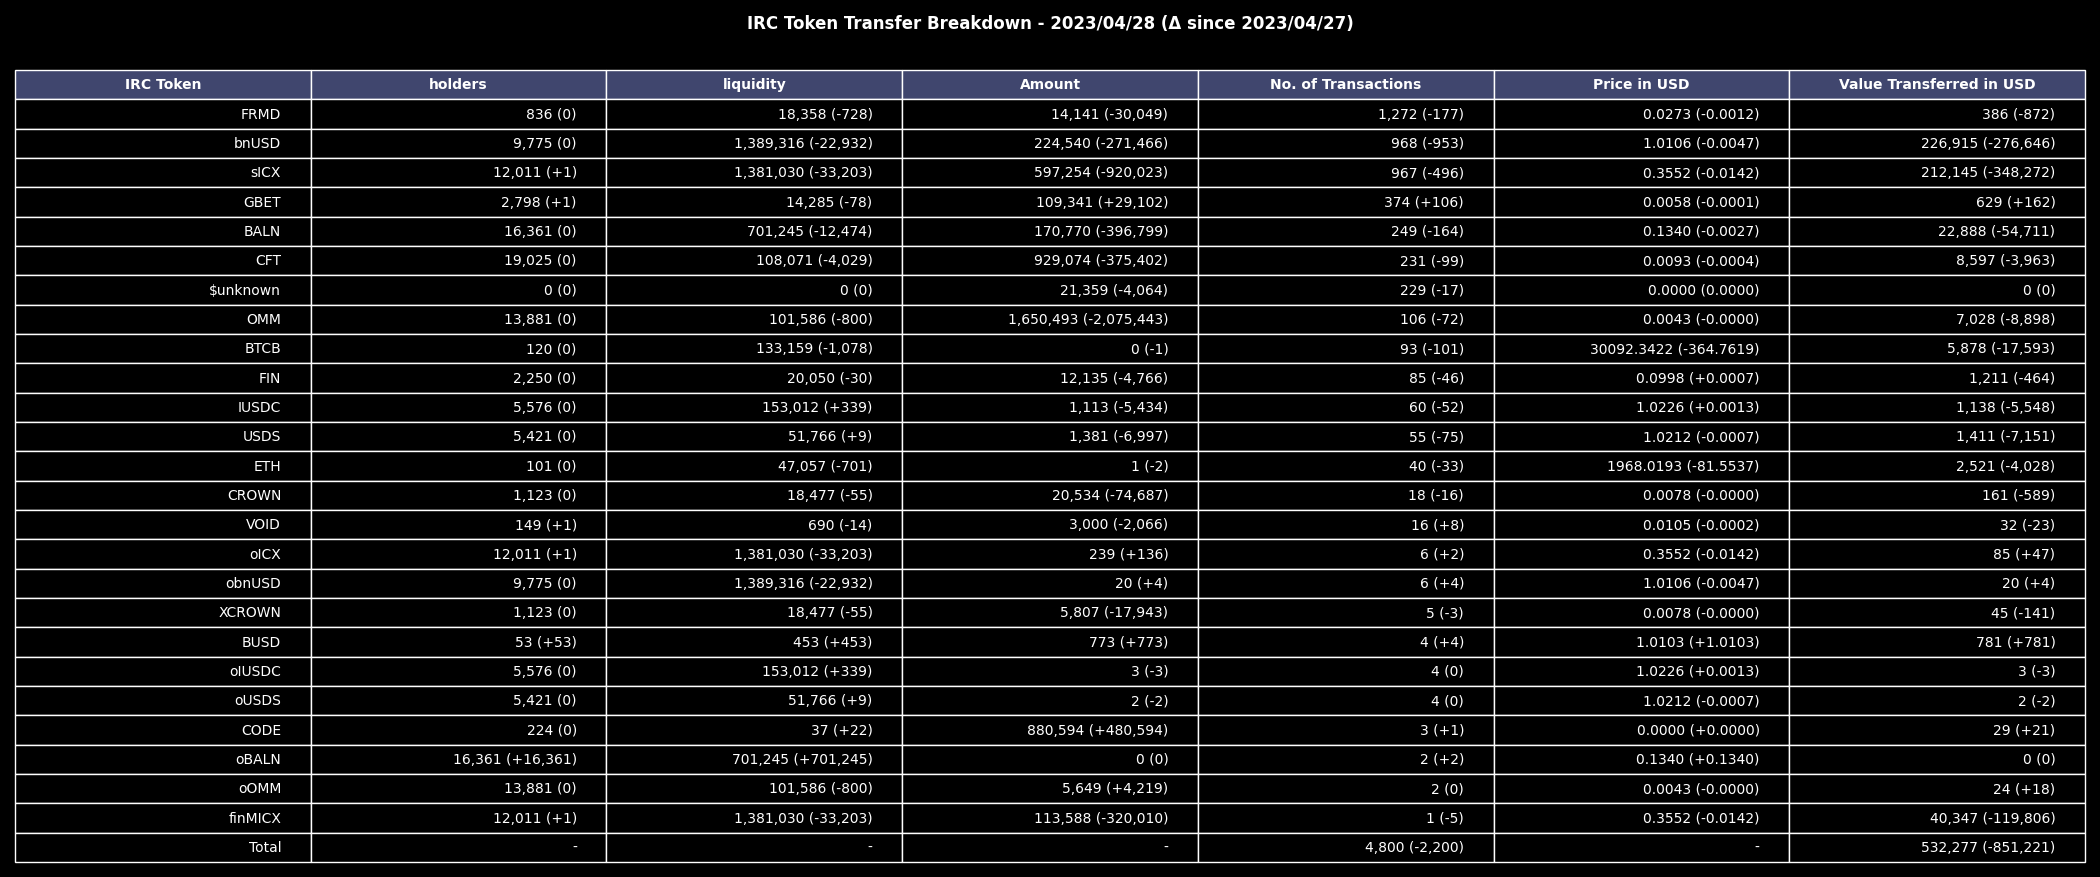 IRC Token Transfer Breakdown - 2023/04/28 (Δ since 2023/04/27)
IRC Token holders liquidity Amount No. of Transactions Price in USD Value Transferred in USD
FRMD 836 (0) 18,358 (-728) 14,141 (-30,049) 1,272 (-177) 0.0273 (-0.0012) 386 (-872)
bnUSD 9,775 (0) 1,389,316 (-22,932) 224,540 (-271,466) 968 (-953) 1.0106 (-0.0047) 226,915 (-276,646)
sICX 12,011 (+1) 1,381,030 (-33,203) 597,254 (-920,023) 967 (-496) 0.3552 (-0.0142) 212,145 (-348,272)
GBET 2,798 (+1) 14,285 (-78) 109,341 (+29,102) 374 (+106) 0.0058 (-0.0001) 629 (+162)
BALN 16,361 (0) 701,245 (-12,474) 170,770 (-396,799) 249 (-164) 0.1340 (-0.0027) 22,888 (-54,711)
CFT 19,025 (0) 108,071 (-4,029) 929,074 (-375,402) 231 (-99) 0.0093 (-0.0004) 8,597 (-3,963)
$unknown 0 (0) 0 (0) 21,359 (-4,064) 229 (-17) 0.0000 (0.0000) 0 (0)
OMM 13,881 (0) 101,586 (-800) 1,650,493 (-2,075,443) 106 (-72) 0.0043 (-0.0000) 7,028 (-8,898)
BTCB 120 (0) 133,159 (-1,078) 0 (-1) 93 (-101) 30092.3422 (-364.7619) 5,878 (-17,593)
FIN 2,250 (0) 20,050 (-30) 12,135 (-4,766) 85 (-46) 0.0998 (+0.0007) 1,211 (-464)
IUSDC 5,576 (0) 153,012 (+339) 1,113 (-5,434) 60 (-52) 1.0226 (+0.0013) 1,138 (-5,548)
USDS 5,421 (0) 51,766 (+9) 1,381 (-6,997) 55 (-75) 1.0212 (-0.0007) 1,411 (-7,151)
ETH 101 (0) 47,057 (-701) 1 (-2) 40 (-33) 1968.0193 (-81.5537) 2,521 (-4,028)
CROWN 1,123 (0) 18,477 (-55) 20,534 (-74,687) 18 (-16) 0.0078 (-0.0000) 161 (-589)
VOID 149 (+1) 690 (-14) 3,000 (-2,066) 16 (+8) 0.0105 (-0.0002) 32 (-23)
oICX 12,011 (+1) 1,381,030 (-33,203) 239 (+136) 6 (+2) 0.3552 (-0.0142) 85 (+47)
obnUSD 9,775 (0) 1,389,316 (-22,932) 20 (+4) 6 (+4) 1.0106 (-0.0047) 20 (+4)
XCROWN 1,123 (0) 18,477 (-55) 5,807 (-17,943) 5 (-3) 0.0078 (-0.0000) 45 (-141)
BUSD 53 (+53) 453 (+453) 773 (+773) 4 (+4) 1.0103 (+1.0103) 781 (+781)
oIUSDC 5,576 (0) 153,012 (+339) 3 (-3) 4 (0) 1.0226 (+0.0013) 3 (-3)
oUSDS 5,421 (0) 51,766 (+9) 2 (-2) 4 (0) 1.0212 (-0.0007) 2 (-2)
CODE 224 (0) 37 (+22) 880,594 (+480,594) 3 (+1) 0.0000 (+0.0000) 29 (+21)
oBALN 16,361 (+16,361) 701,245 (+701,245) 0 (0) 2 (+2) 0.1340 (+0.1340) 0 (0)
oOMM 13,881 (0) 101,586 (-800) 5,649 (+4,219) 2 (0) 0.0043 (-0.0000) 24 (+18)
finMICX 12,011 (+1) 1,381,030 (-33,203) 113,588 (-320,010) 1 (-5) 0.3552 (-0.0142) 40,347 (-119,806)
Total - - - 4,800 (-2,200) - 532,277 (-851,221)